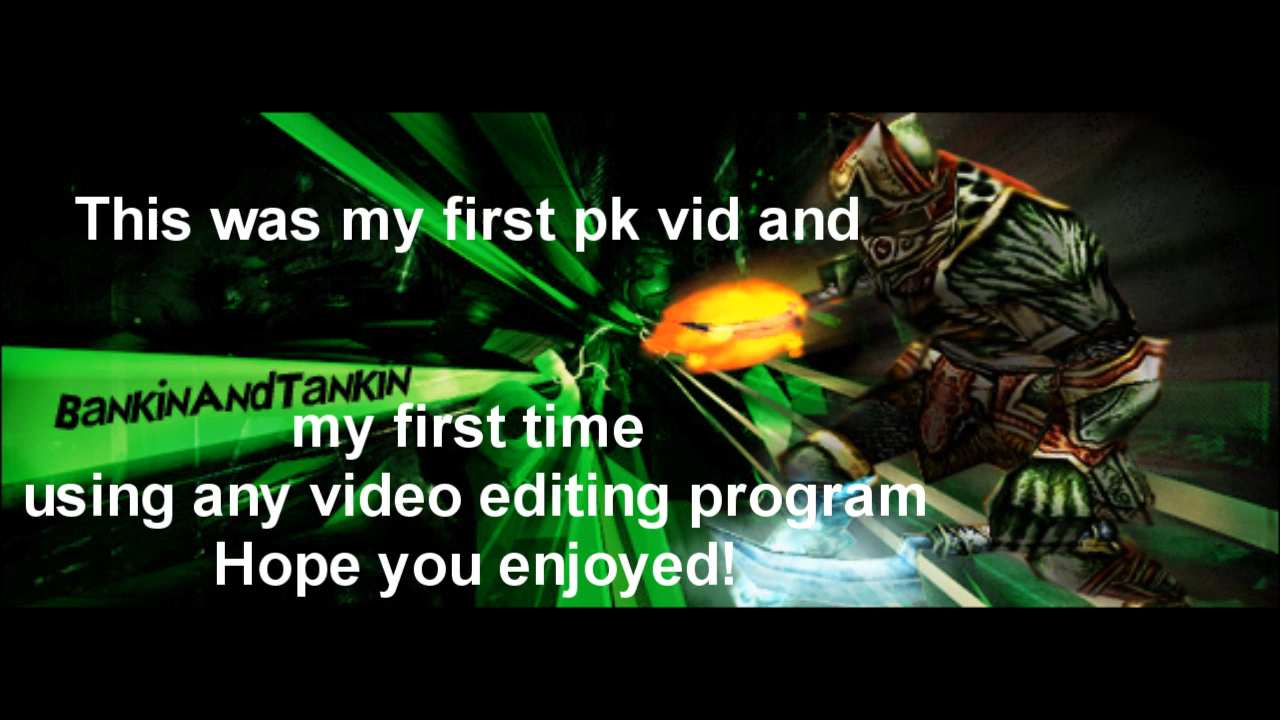 This was my first pk vid and
BankinAndTankin
my first time
using any video editing program
Hope you enjoyed!